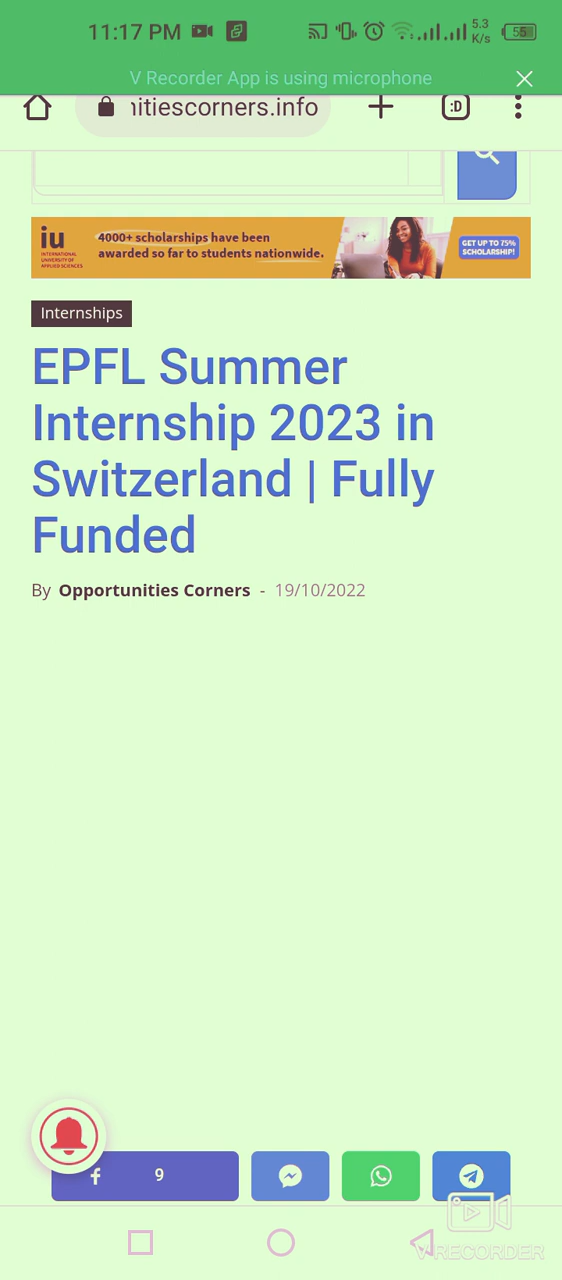 11:17 PM
5.3
K/s
55
V Recorder App is using microphone
nitiescorners.info
:D
iu
INTERNATIONAL
UNIVERSITY OF
APPLIED SCIENCES
4000+ scholarships have been
awarded so far to students nationwide.
GET UP TO 75%
SCHOLARSHIP!
Internships
EPFL Summer
Internship 2023 in
Switzerland | Fully
Funded
By Opportunities Corners - 19/10/2022
9
V RECORDER